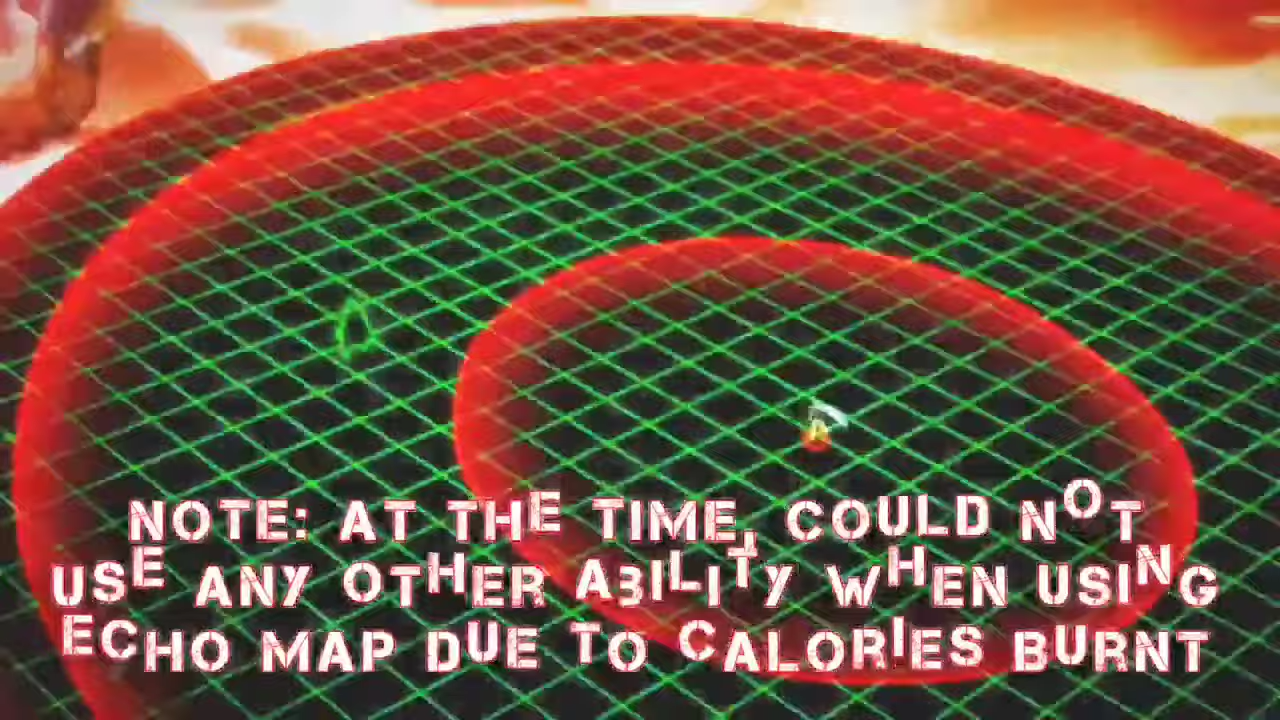 NOTE: AT THE TIME, COULD NOT
USE ANY OTHER ABILITY WHEN USING
ECHO MAP DUE TO CALORIES BURNT